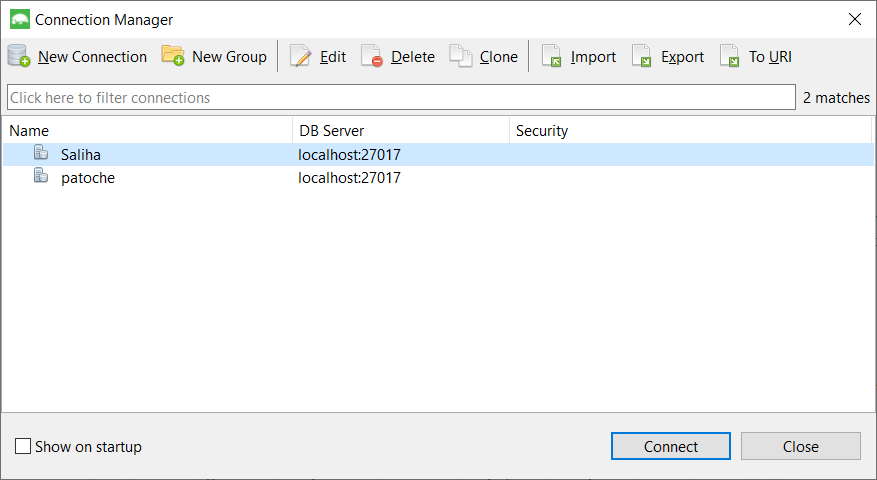 Connection Manager
New Connection New Group Edit Delete Clone Import Export To URI
Click here to filter connections 2 matches
Name DB Server Security
Saliha localhost:27017
patoche localhost:27017
Show on startup Connect Close